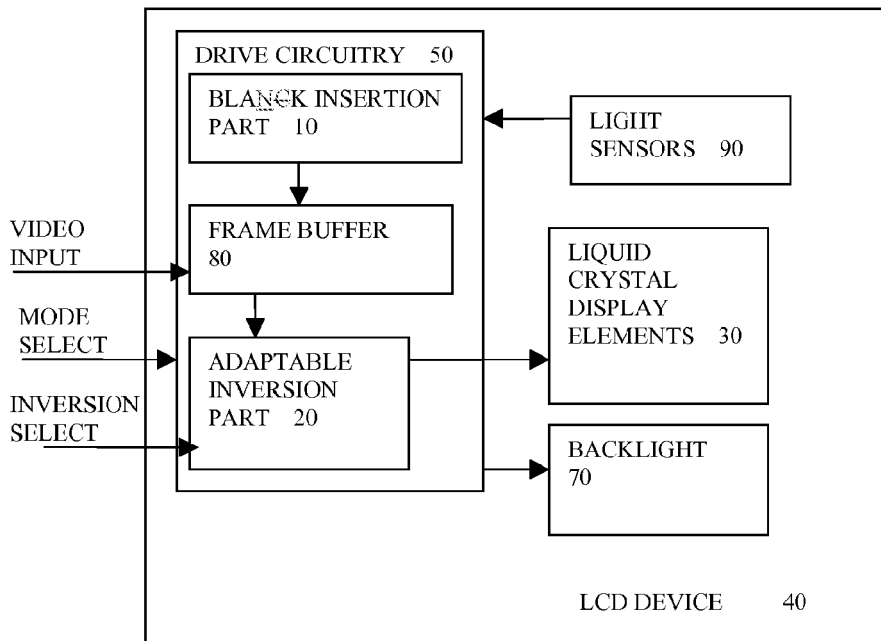 DRIVE CIRCUITRY 50
INSERTION
PART 10
LIGHT
SENSORS 90
VIDEO
INPUT
FRAME BUFFER
80
LIQUID
CRYSTAL
DISPLAY
ELEMENTS 30
MODE
SELECT
ADAPTABLE
INVERSION
PART 20
INVERSION
SELECT
BACKLIGHT
70
LCD DEVICE 40